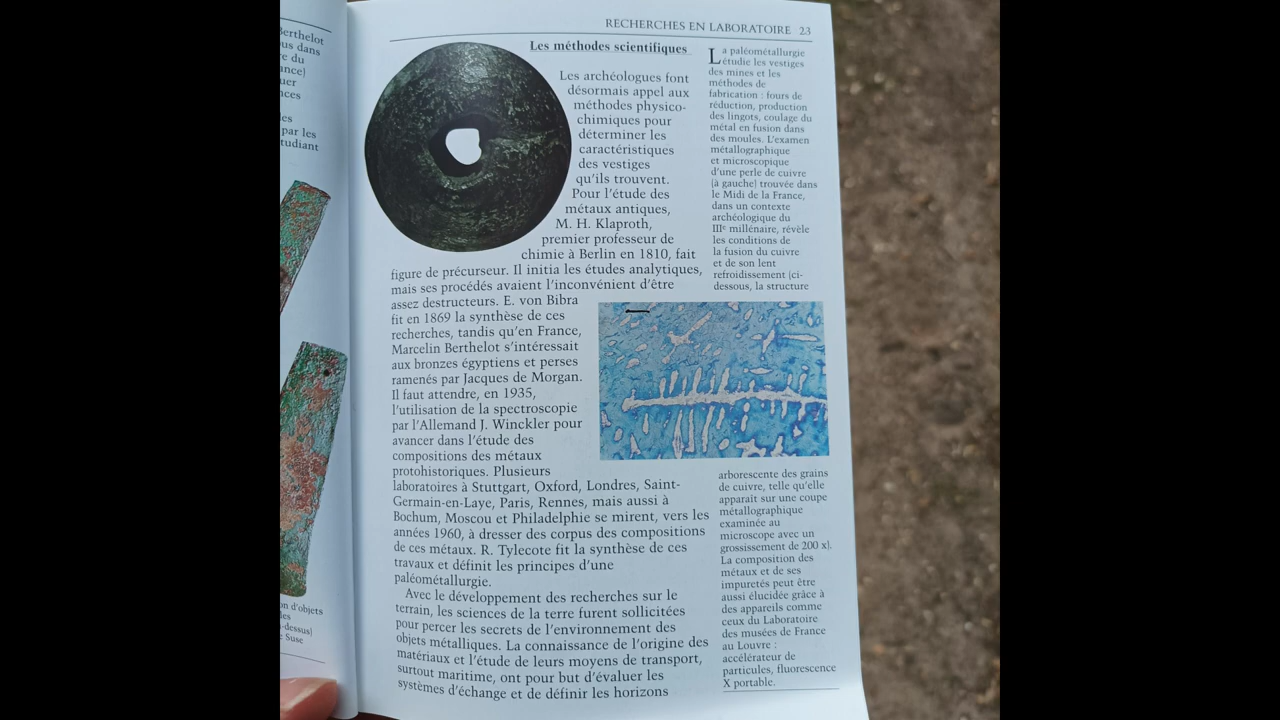 Berthelot
us dans
re du
ance)
uer
nces
es
par les
tudiant
on d'objets
les
-dessus)
e Suse
RECHERCHES EN LABORATOIRE 23
Les méthodes scientifiques
Les archéologues font
désormais appel aux
méthodes physico-
chimiques pour
déterminer les
caractéristiques
des vestiges
qu'ils trouvent.
Pour l'étude des
métaux antiques,
M. H. Klaproth,
premier professeur de
chimie à Berlin en 1810, fait
figure de précurseur. Il initia les études analytiques,
mais ses procédés avaient l'inconvénient d'être
assez destructeurs. E. von Bibra
fit en 1869 la synthèse de ces
recherches, tandis qu'en France,
Marcelin Berthelot s'intéressait
aux bronzes égyptiens et perses
ramenés par Jacques de Morgan.
Il faut attendre, en 1935,
l'utilisation de la spectroscopie
par l'Allemand J. Winckler pour
avancer dans l'étude des
compositions des métaux
protohistoriques. Plusieurs
laboratoires à Stuttgart, Oxford, Londres, Saint-
Germain-en-Laye, Paris, Rennes, mais aussi à
Bochum, Moscou et Philadelphie se mirent, vers les
années 1960, à dresser des corpus des compositions
de ces métaux. R. Tylecote fit la synthèse de ces
travaux et définit les principes d'une
paléométallurgie.
Avec le développement des recherches sur le
terrain, les sciences de la terre furent sollicitées
pour percer les secrets de l'environnement des
objets métalliques. La connaissance de l'origine des
matériaux et l'étude de leurs moyens de transport,
surtout maritime, ont pour but d'évaluer les
systèmes d'échange et de définir les horizons
La paléométallurgie
étudie les vestiges
des mines et les
méthodes de
fabrication : fours de
réduction, production
des lingots, coulage du
métal en fusion dans
des moules. L'examen
métallographique
et microscopique
d'une perle de cuivre
(à gauche) trouvée dans
le Midi de la France,
dans un contexte
archéologique du
IIIe millénaire, révèle
les conditions de
la fusion du cuivre
et de son lent
refroidissement (ci-
dessous, la structure
arborescente des grains
de cuivre, telle qu'elle
apparaît sur une coupe
métallographique
examinée au
microscope avec un
grossissement de 200 x).
La composition des
métaux et de ses
impuretés peut être
aussi élucidée grâce à
des appareils comme
ceux du Laboratoire
des musées de France
au Louvre :
accélérateur de
particules, fluorescence
X portable.